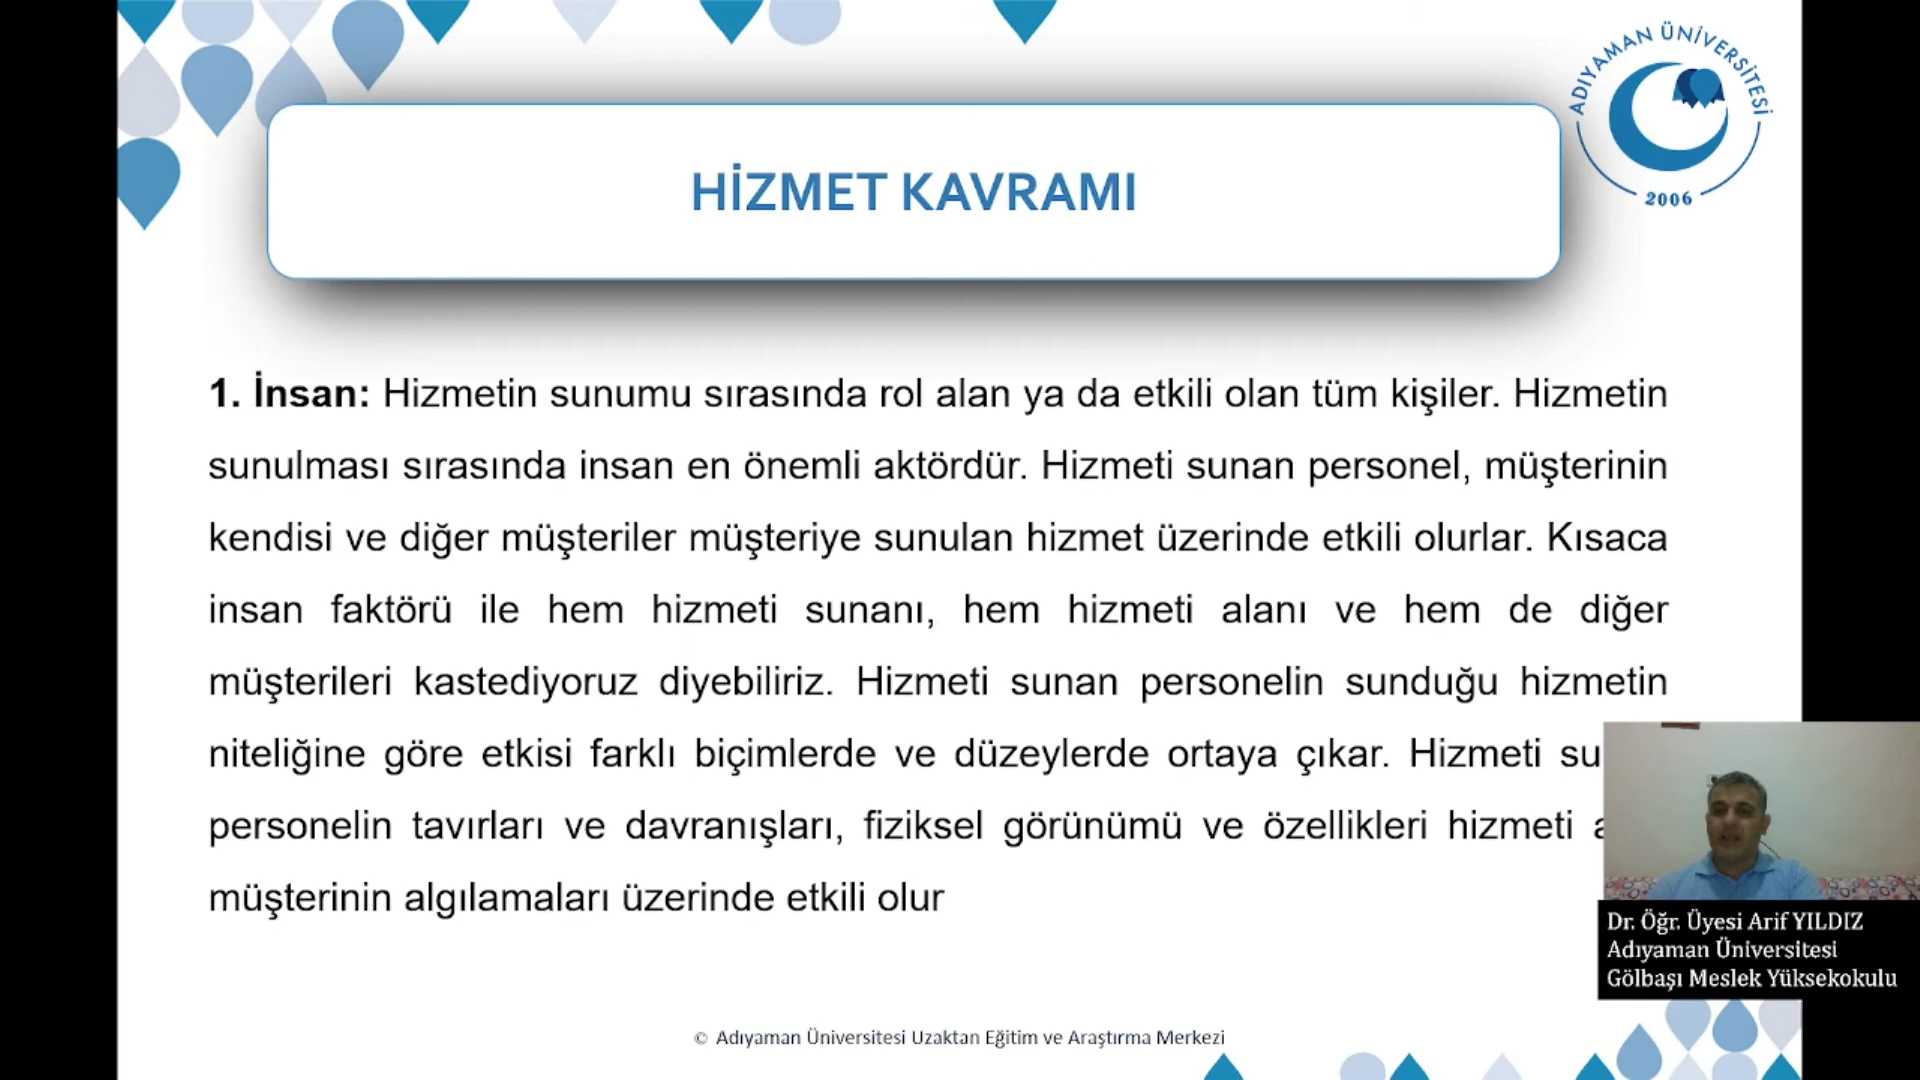 ADIYAMAN ÜNİVERSİTESİ
2006
HİZMET KAVRAMI
1. İnsan: Hizmetin sunumu sırasında rol alan ya da etkili olan tüm kişiler. Hizmetin
sunulması sırasında insan en önemli aktördür. Hizmeti sunan personel, müşterinin
kendisi ve diğer müşteriler müşteriye sunulan hizmet üzerinde etkili olurlar. Kısaca
insan faktörü ile hem hizmeti sunanı, hem hizmeti alanı ve hem de diğer
müşterileri kastediyoruz diyebiliriz. Hizmeti sunan personelin sunduğu hizmetin
niteliğine göre etkisi farklı biçimlerde ve düzeylerde ortaya çıkar. Hizmeti
personelin tavırları ve davranışları, fiziksel görünümü ve özellikleri hizmeti
müşterinin algılamaları üzerinde etkili olur
Dr. Öğr. Üyesi Arif YILDIZ
Adıyaman Üniversitesi
Gölbaşı Meslek Yüksekokulu
© Adıyaman Üniversitesi Uzaktan Eğitim ve Araştırma Merkezi